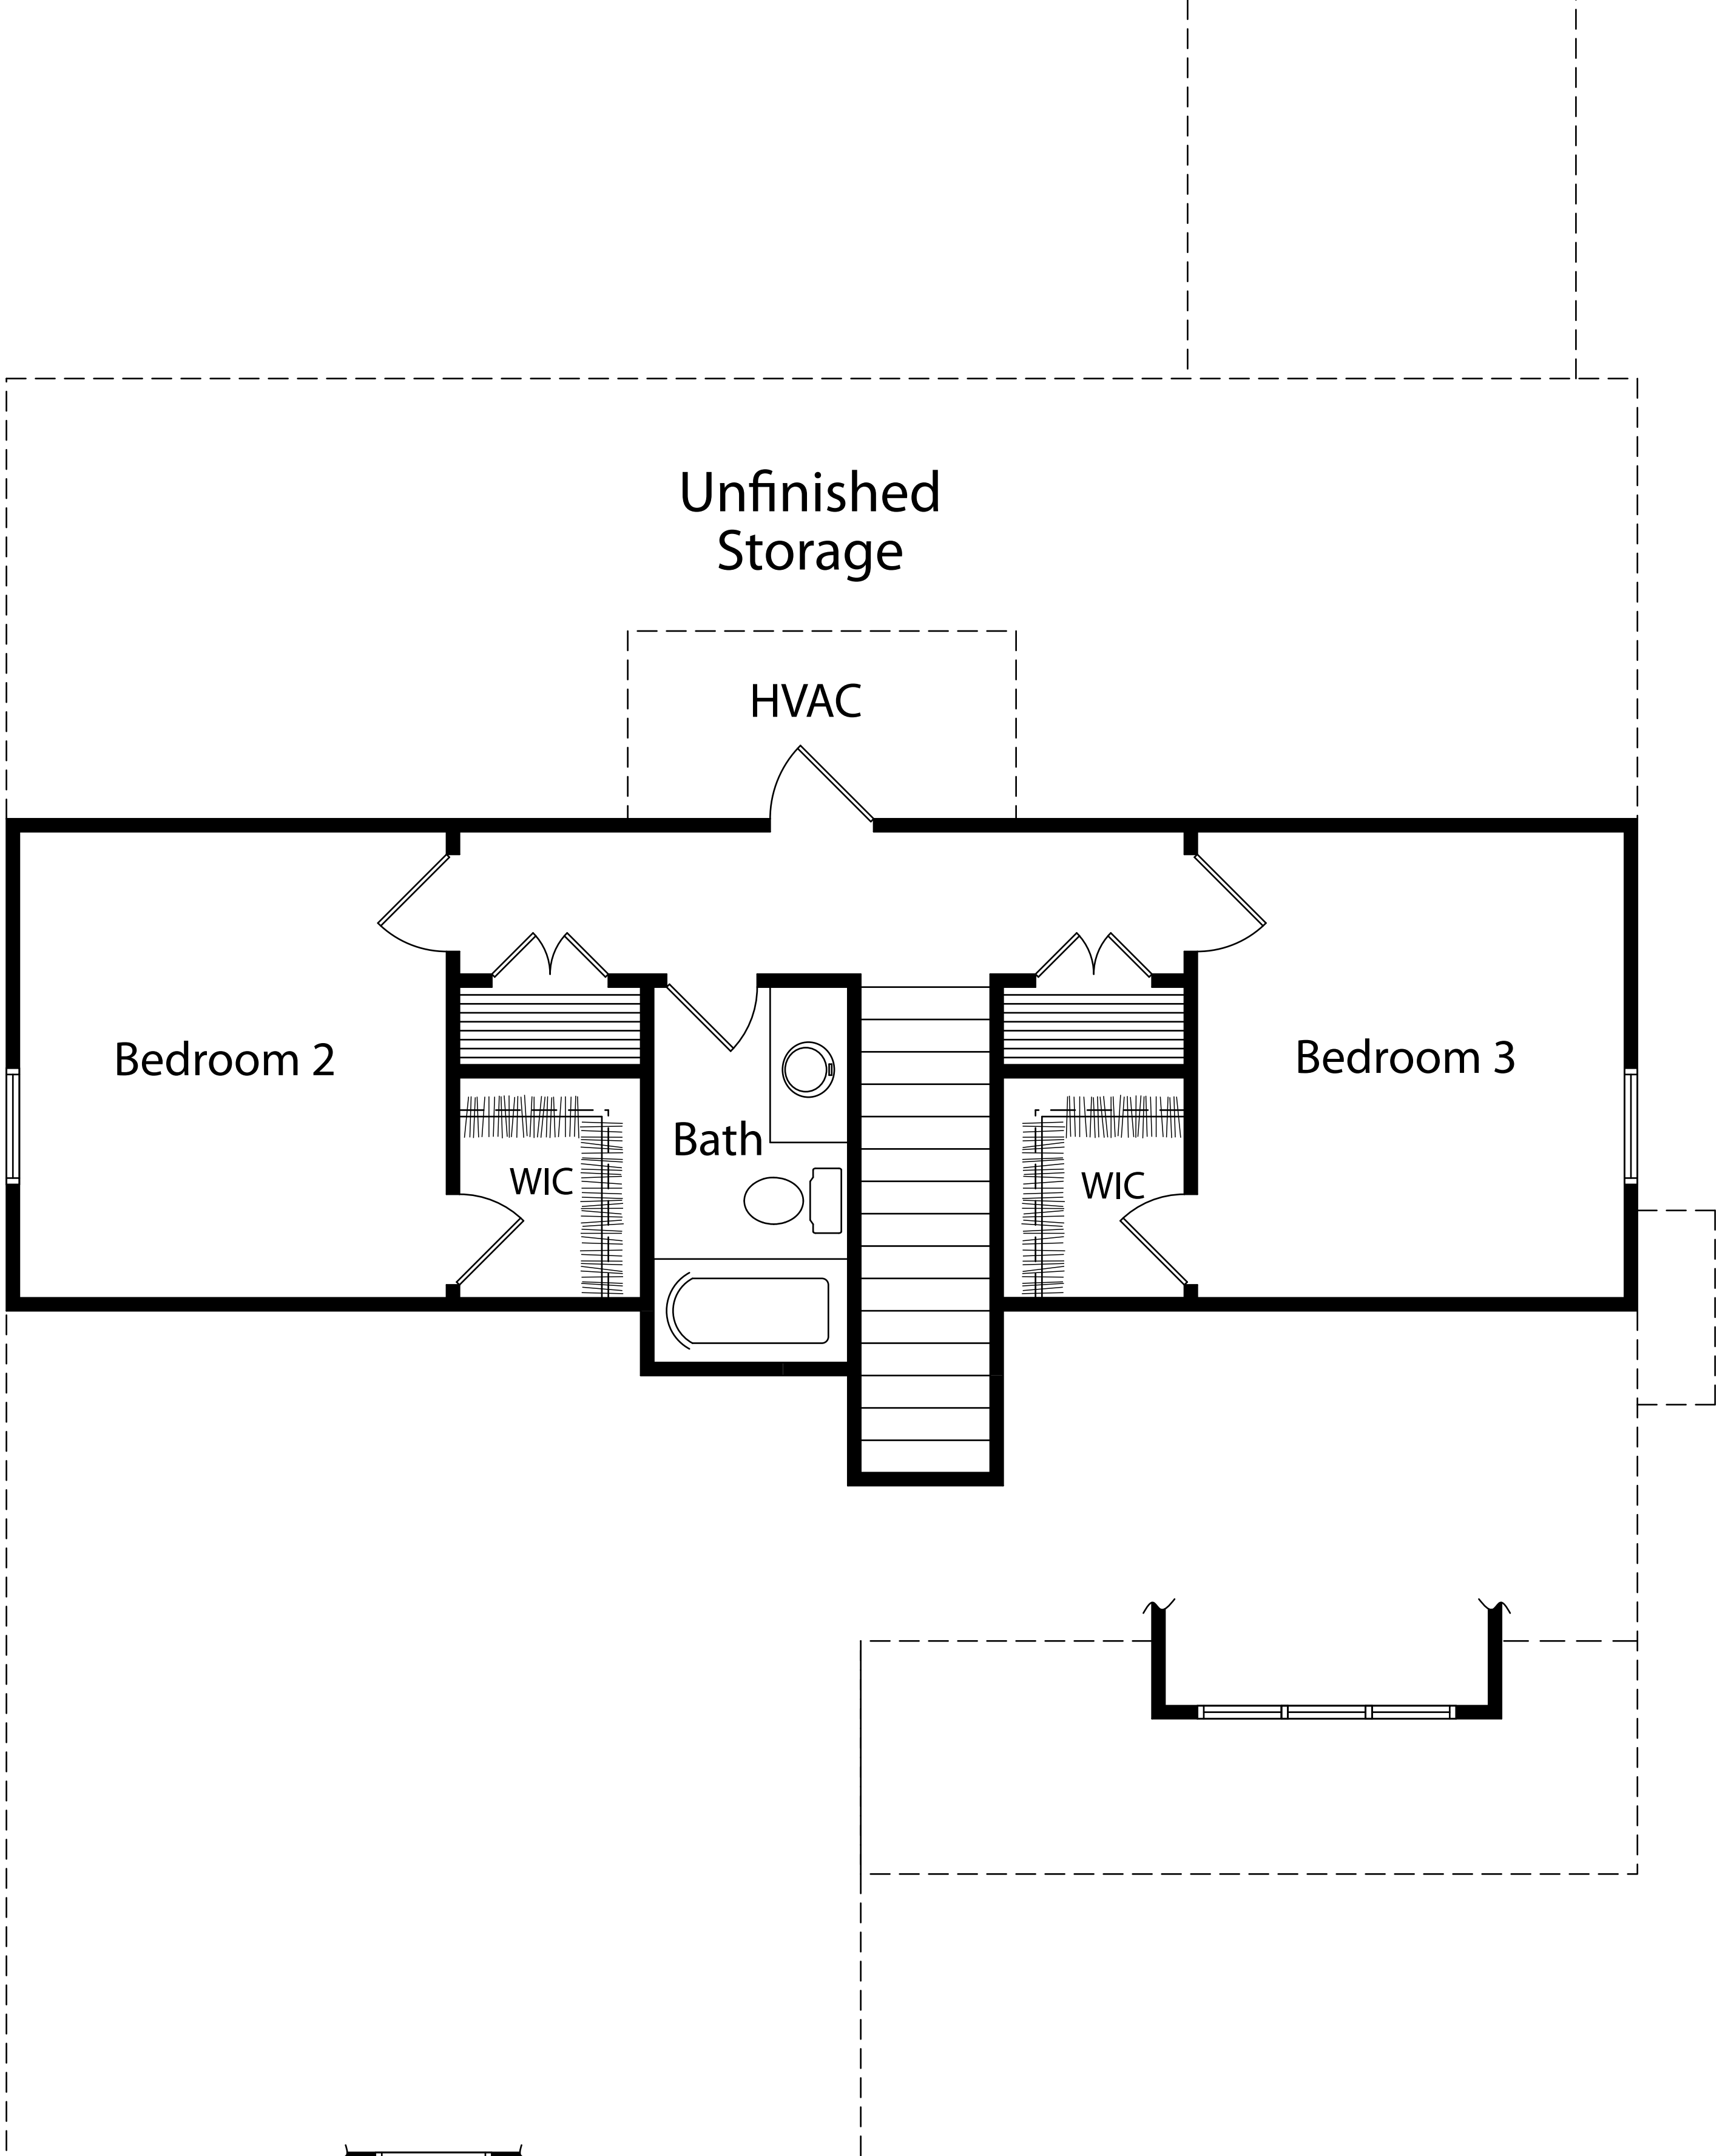 Unfinished
Storage
HVAC
Bedroom 2
Bedroom 3
Bath
WIC
WIC